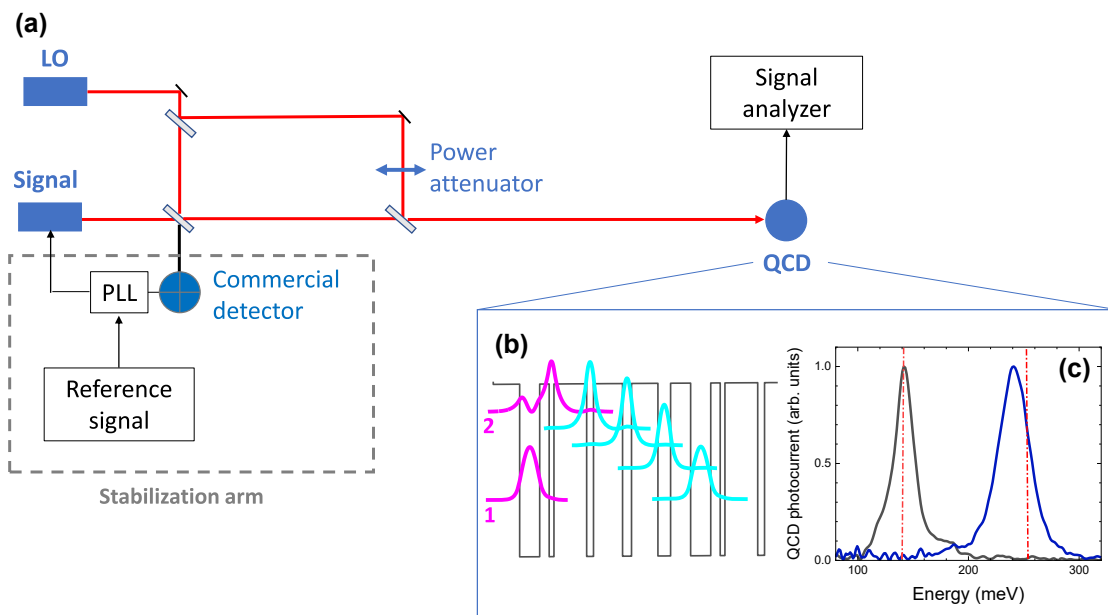 (a)
LO
Signal
analyzer
Power
attenuator
Signal
QCD
PLL
Commercial
detector
Reference
signal
Stabilization arm
(b)
2
1
(c)
QCD photocurrent (arb. units)
1.0
0.5
0.0
100
200
300
Energy (meV)